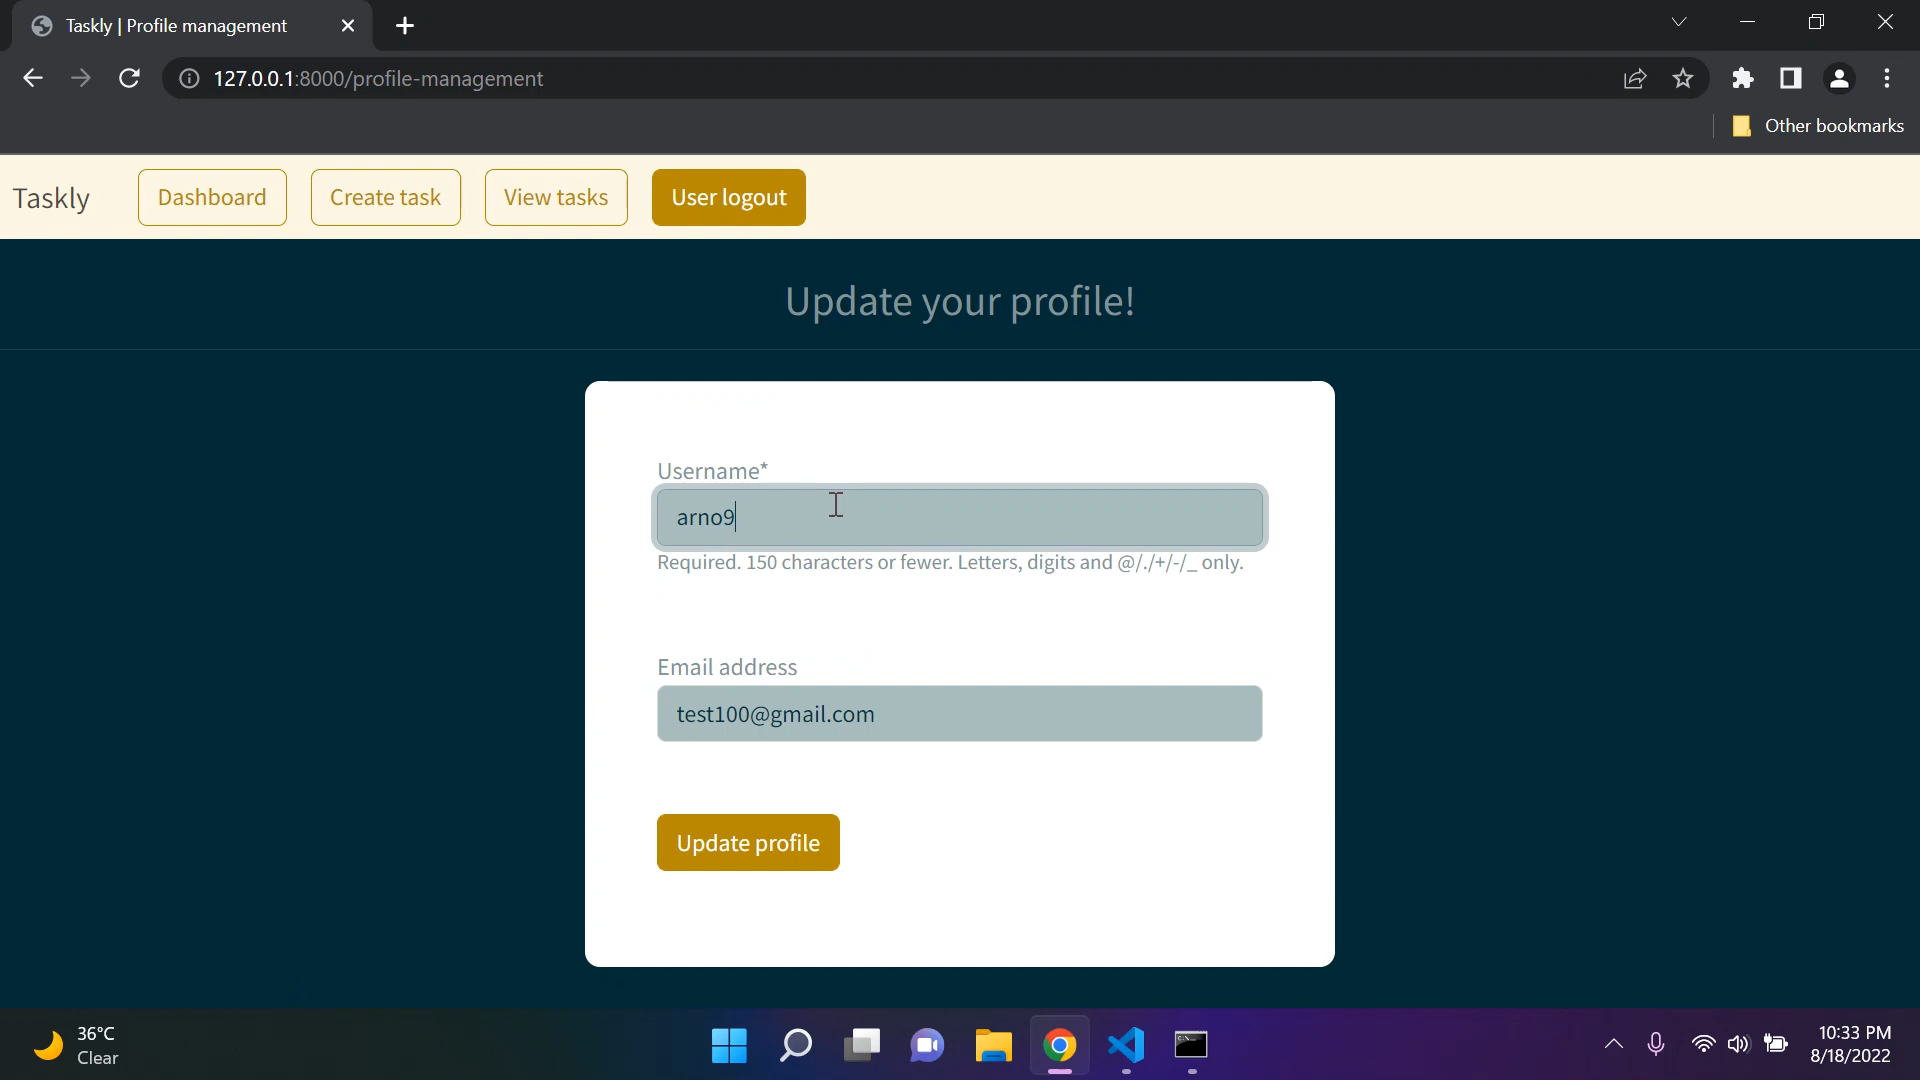 Taskly | Profile management
127.0.0.1:8000/profile-management
Other bookmarks
Taskly
Dashboard
Create task
View tasks
User logout
Update your profile!
Username*
arno9
Required. 150 characters or fewer. Letters, digits and @/./+/-/_ only.
Email address
test100@gmail.com
Update profile
36°C
Clear
10:33 PM
8/18/2022